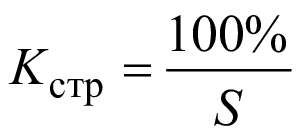 K_стр = 100% / S